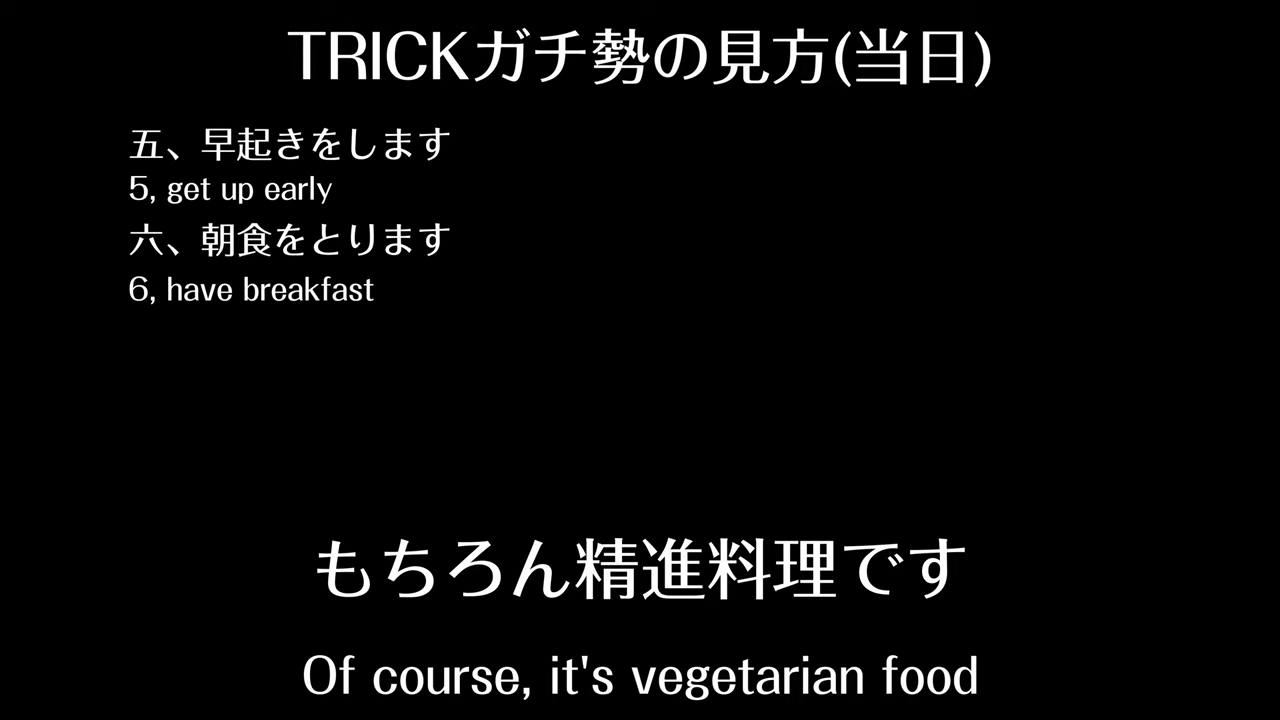 TRICKガチ勢の見方(当日)
五、早起きをします
5, get up early
六、朝食をとります
6, have breakfast
もちろん精進料理です
Of course, it's vegetarian food